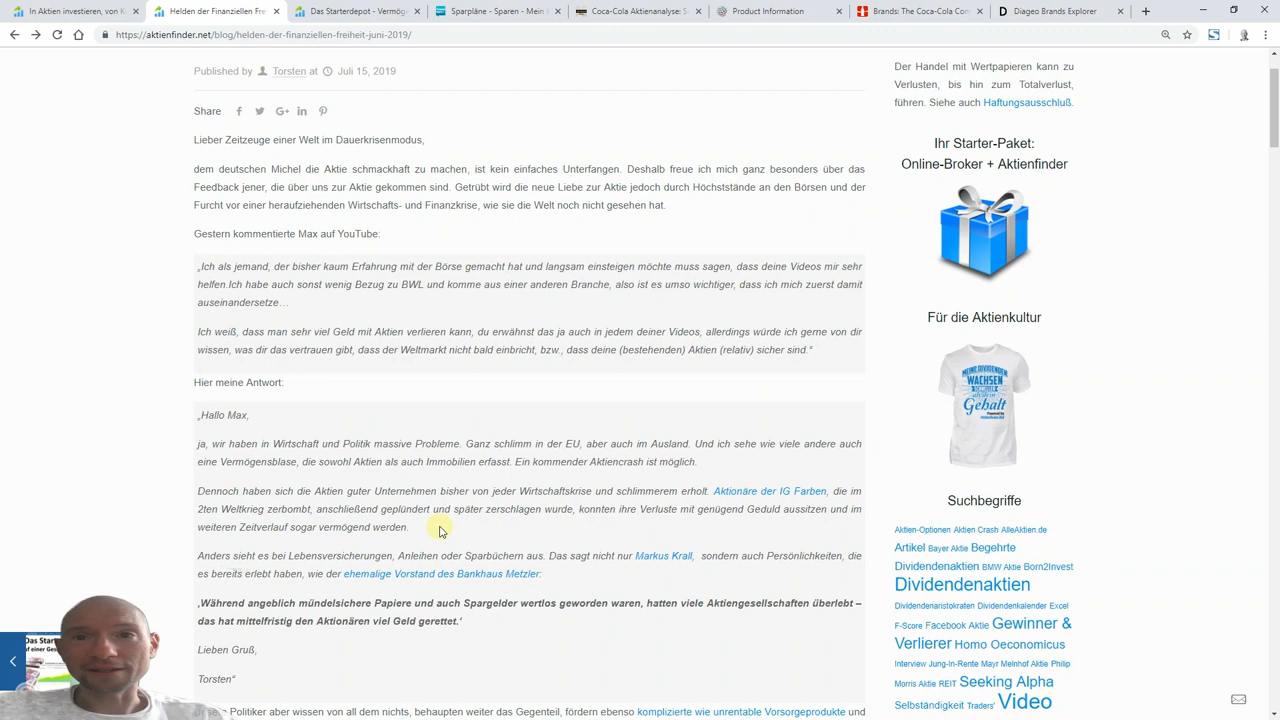 In Aktien investieren, von K
Helden der Finanziellen Fre
Das Starterdepot - Vermög
Sparpläne - Sparen - Mein
Coca-Cola Aktienanalyse: S
Product Information
Brands: The Coca-Cola Com
Diageo Brands Explorer
https://aktienfinder.net/blog/helden-der-finanziellen-freiheit-juni-2019/
Published by Torsten at Juli 15, 2019
Share
Lieber Zeitzeuge einer Welt im Dauerkrisenmodus,
dem deutschen Michel die Aktie schmackhaft zu machen, ist kein einfaches Unterfangen. Deshalb freue ich mich ganz besonders über das
Feedback jener, die über uns zur Aktie gekommen sind. Getrübt wird die neue Liebe zur Aktie jedoch durch Höchststände an den Börsen und der
Furcht vor einer heraufziehenden Wirtschafts- und Finanzkrise, wie sie die Welt noch nicht gesehen hat.
Gestern kommentierte Max auf YouTube:
„Ich als jemand, der bisher kaum Erfahrung mit der Börse gemacht hat und langsam einsteigen möchte muss sagen, dass deine Videos mir sehr
helfen.Ich habe auch sonst wenig Bezug zu BWL und komme aus einer anderen Branche, also ist es umso wichtiger, dass ich mich zuerst damit
auseinandersetze…
Ich weiß, dass man sehr viel Geld mit Aktien verlieren kann, du erwähnst das ja auch in jedem deiner Videos, allerdings würde ich gerne von dir
wissen, was dir das vertrauen gibt, dass der Weltmarkt nicht bald einbricht, bzw., dass deine (bestehenden) Aktien (relativ) sicher sind.“
Hier meine Antwort:
„Hallo Max,
ja, wir haben in Wirtschaft und Politik massive Probleme. Ganz schlimm in der EU, aber auch im Ausland. Und ich sehe wie viele andere auch
eine Vermögensblase, die sowohl Aktien als auch Immobilien erfasst. Ein kommender Aktiencrash ist möglich.
Dennoch haben sich die Aktien guter Unternehmen bisher von jeder Wirtschaftskrise und schlimmerem erholt. Aktionäre der IG Farben, die im
2ten Weltkrieg zerbombt, anschließend geplündert und später zerschlagen wurde, konnten ihre Verluste mit genügend Geduld aussitzen und im
weiteren Zeitverlauf sogar vermögend werden.
Anders sieht es bei Lebensversicherungen, Anleihen oder Sparbüchern aus. Das sagt nicht nur Markus Krall, sondern auch Persönlichkeiten, die
es bereits erlebt haben, wie der ehemalige Vorstand des Bankhaus Metzler:
‚Während angeblich mündelsichere Papiere und auch Spargelder wertlos geworden waren, hatten viele Aktiengesellschaften überlebt –
das hat mittelfristig den Aktionären viel Geld gerettet.‘
Lieben Gruß,
Torsten“
Politiker von all dem nichts, behaupten weiter das Gegenteil, fördern ebenso komplizierte wie unrentable Vorsorgeprodukte und
Der Handel mit Wertpapieren kann zu
Verlusten, bis hin zum Totalverlust,
führen. Siehe auch Haftungsausschluß.
Ihr Starter-Paket:
Online-Broker + Aktienfinder
Für die Aktienkultur
MEINE DIVIDENDEN
WACHSEN
Gehalt
Suchbegriffe
Aktien-Optionen Aktien Crash AlleAktien.de
Artikel Bayer Aktie Begehrte
Dividendenaktien BMW Aktie Born2Invest
Dividendenaktien
Dividendenaristokraten Dividendenkalender Excel
F-Score Facebook Aktie Gewinner &
Verlierer Homo Oeconomicus
Interview Jung-In-Rente Mayr Melnhof Aktie Philip
Morris Aktie REIT Seeking Alpha
Selbständigkeit Traders' Video
Das Start